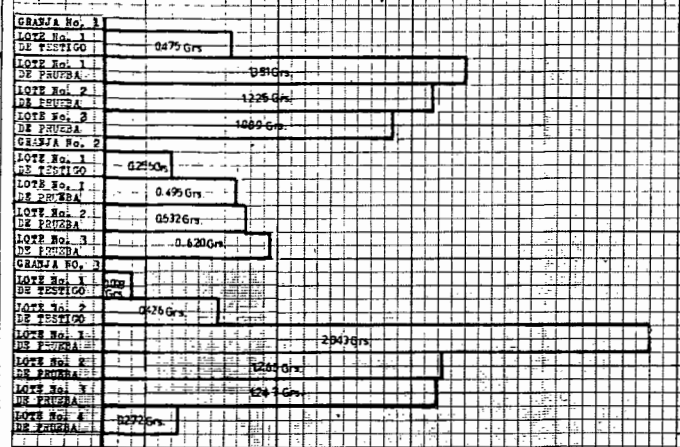 GRANJA No. 1
LOTE No. 1
DE TESTIGO
0.475 Grs.
LOTE No. 1
DE PRUEBA
1.351Grs.
LOTE No. 2
DE PRUEBA
1.225 Grs.
LOTE No. 3
DE PRUEBA
1.089 Grs.
GRANJA No. 2
LOTE No. 1
DE TESTIGO
0.255Grs.
LOTE No. 1
DE PRUEBA
0.495 Grs.
LOTE No. 2
DE PRUEBA
0.532 Grs.
LOTE No. 3
DE PRUEBA
0.620 Grs.
GRANJA NO. 3
LOTE No. 1
DE TESTIGO
Grs.
LOTE No. 2
DE TESTIGO
0.426 Grs.
LOTE No. 1
DE PRUEBA
2.043 Grs.
LOTE No. 2
DE PRUEBA
1.265 Grs.
LOTE No. 3
DE PRUEBA
Grs.
LOTE No. 4
DE PRUEBA
0.272 Grs.